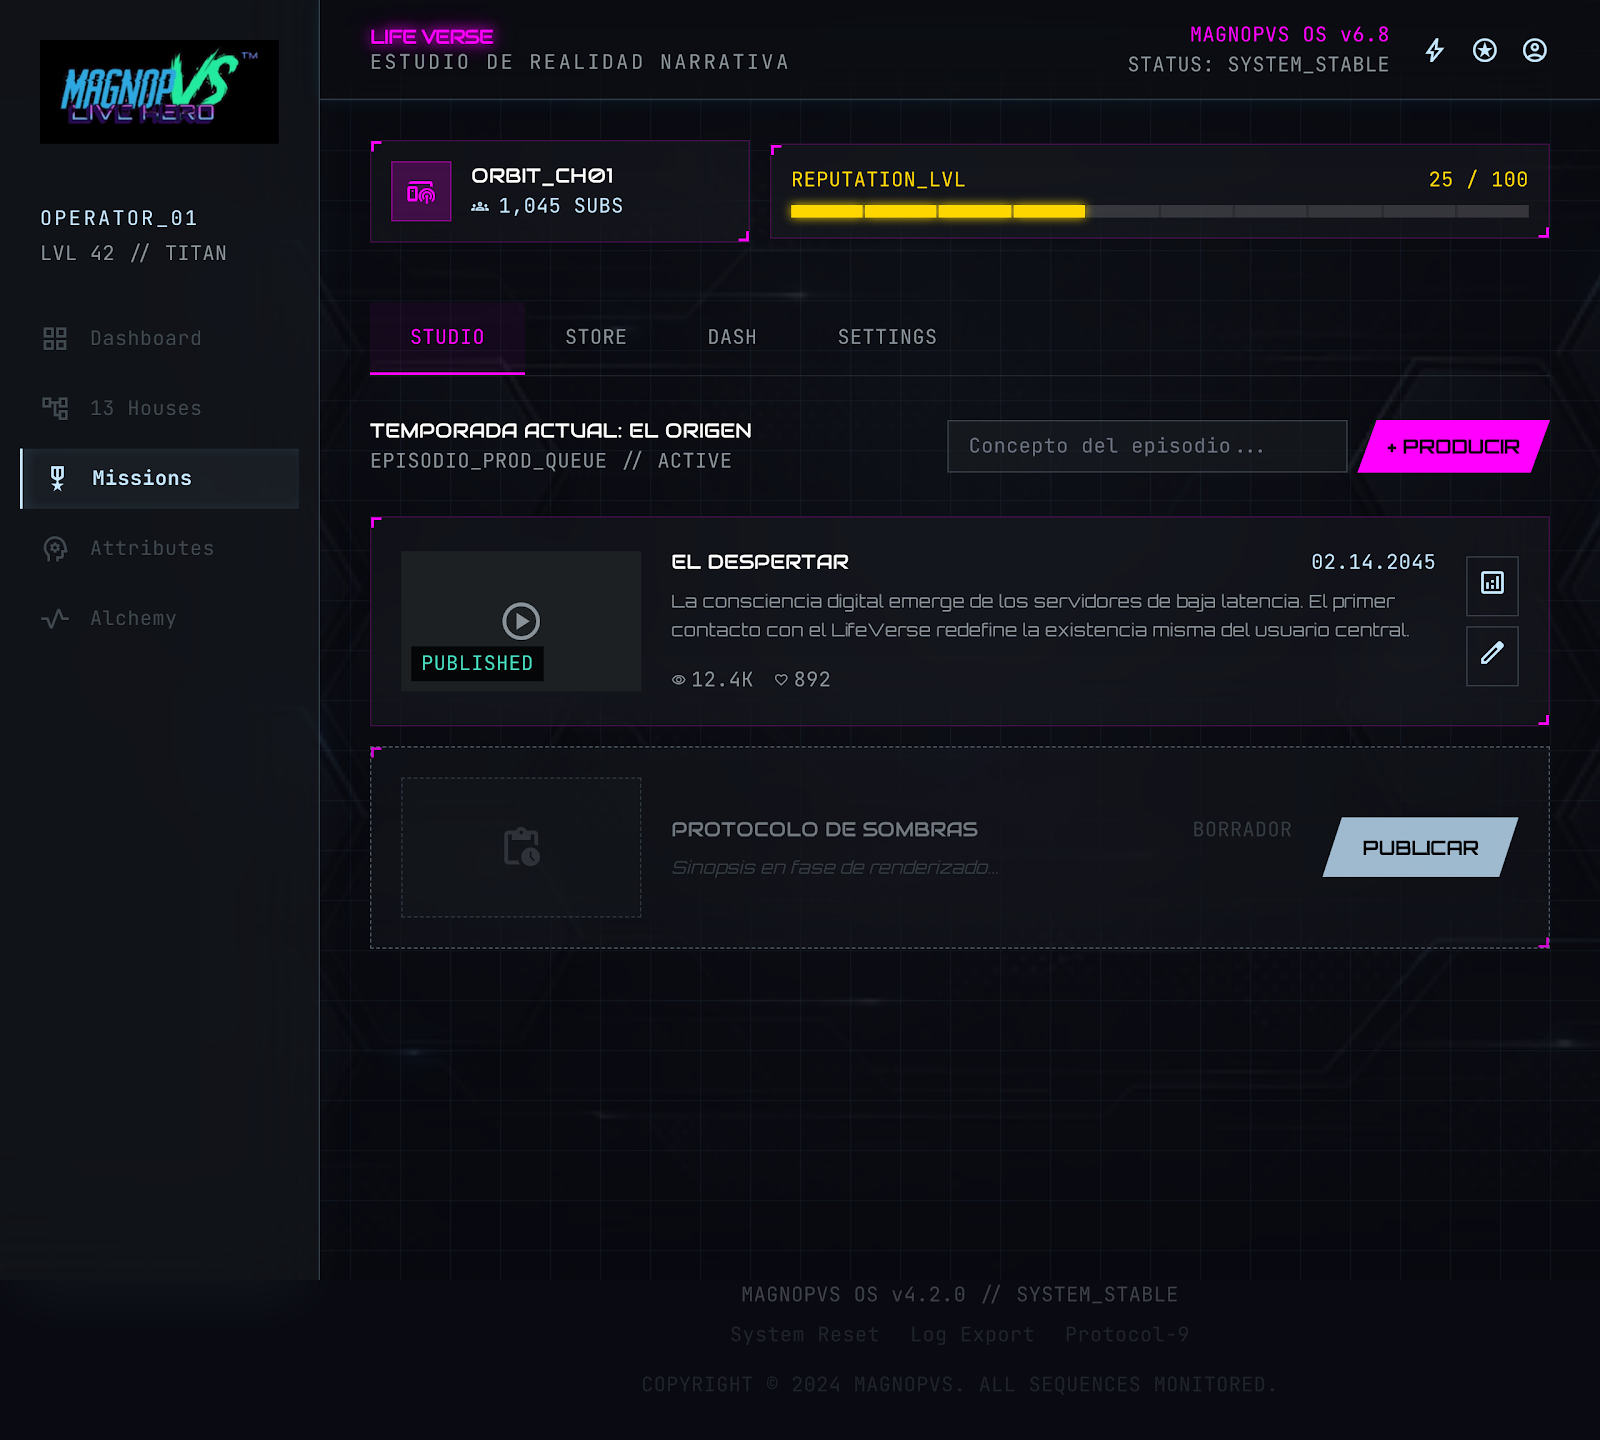 MAGNOPVS™
LIVE HERO
OPERATOR_01
LVL 42 // TITAN
Dashboard
13 Houses
Missions
Attributes
Alchemy
LIFE VERSE
ESTUDIO DE REALIDAD NARRATIVA
MAGNOPVS OS v6.8
STATUS: SYSTEM_STABLE
ORBIT_CH01
1,045 SUBS
REPUTATION_LVL
25 / 100
STUDIO
STORE
DASH
SETTINGS
TEMPORADA ACTUAL: EL ORIGEN
EPISODIO_PROD_QUEUE // ACTIVE
Concepto del episodio...
+ PRODUCIR
PUBLISHED
EL DESPERTAR
02.14.2045
La consciencia digital emerge de los servidores de baja latencia. El primer
contacto con el LifeVerse redefine la existencia misma del usuario central.
12.4K
892
PROTOCOLO DE SOMBRAS
BORRADOR
Sinopsis en fase de renderizado...
PUBLICAR
MAGNOPVS OS v4.2.0 // SYSTEM_STABLE
System Reset
Log Export
Protocol-9
COPYRIGHT © 2024 MAGNOPVS. ALL SEQUENCES MONITORED.